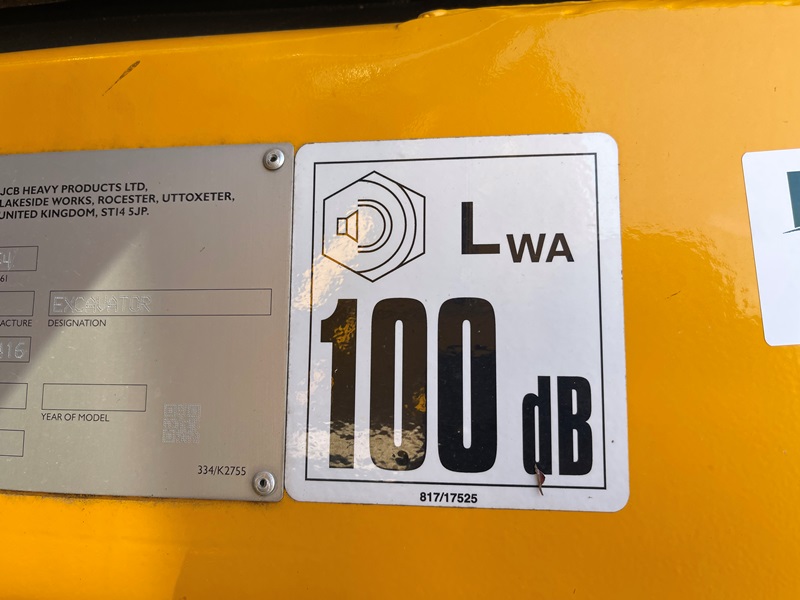 JCB HEAVY PRODUCTS LTD,
LAKESIDE WORKS, ROCESTER, UTTOXETER,
UNITED KINGDOM, ST14 5JP.
EXCAVATOR
DESIGNATION
YEAR OF MODEL
334/K2755
LWA
100 dB
817/17525